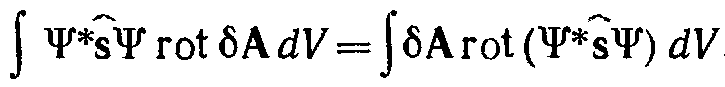 ∫ Ψ*ŝΨ rot δA dV = ∫ δA rot (Ψ*ŝΨ) dV